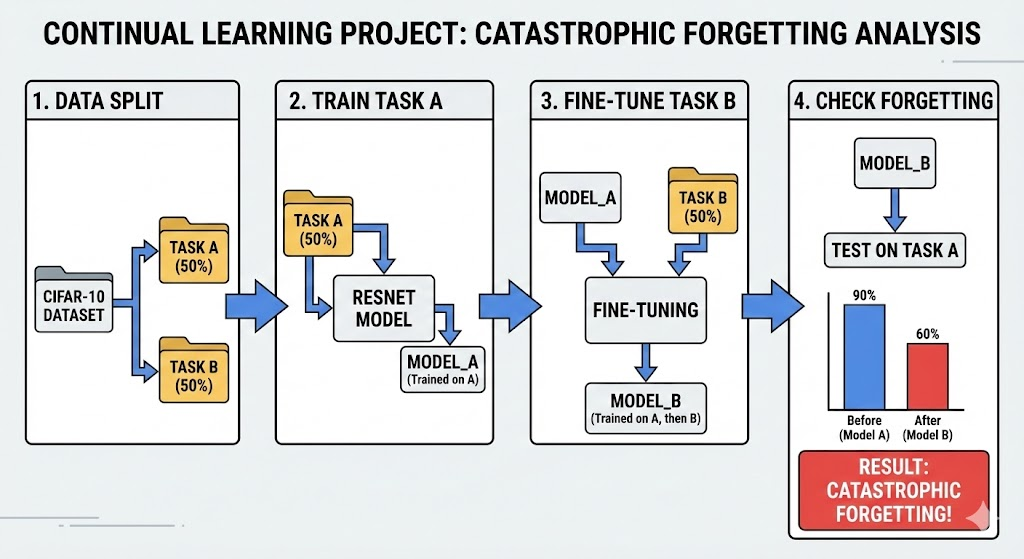 CONTINUAL LEARNING PROJECT: CATASTROPHIC FORGETTING ANALYSIS
1. DATA SPLIT
CIFAR-10
DATASET
TASK A
(50%)
TASK B
(50%)
2. TRAIN TASK A
TASK A
(50%)
RESNET
MODEL
MODEL_A
(Trained on A)
3. FINE-TUNE TASK B
MODEL_A
TASK B
(50%)
FINE-TUNING
MODEL_B
(Trained on A, then B)
4. CHECK FORGETTING
MODEL_B
TEST ON TASK A
90%
60%
Before
(Model A)
After
(Model B)
RESULT:
CATASTROPHIC
FORGETTING!